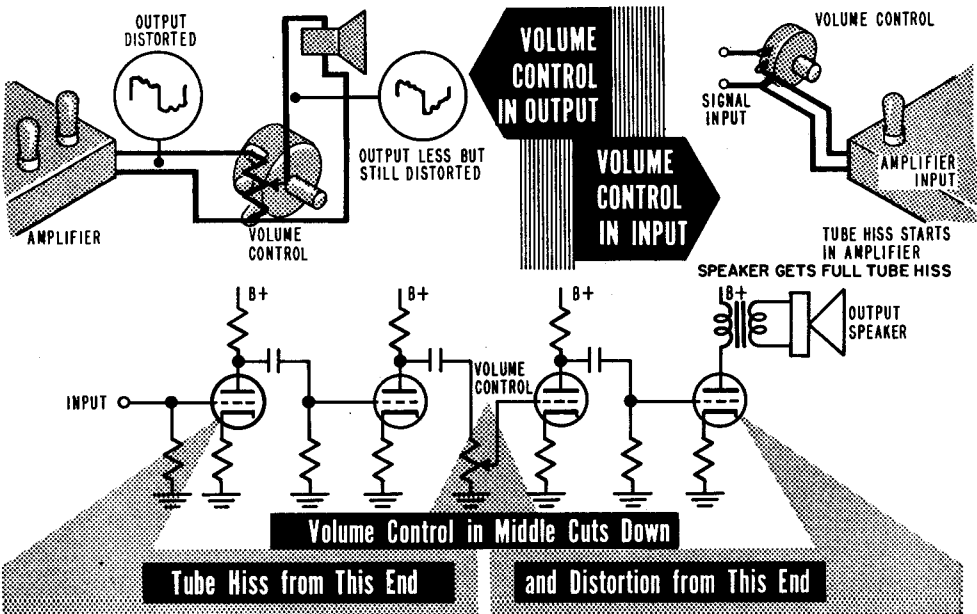 OUTPUT
DISTORTED
AMPLIFIER
VOLUME
CONTROL
OUTPUT LESS BUT
STILL DISTORTED
VOLUME
CONTROL
IN OUTPUT
VOLUME
CONTROL
IN INPUT
VOLUME CONTROL
SIGNAL
INPUT
AMPLIFIER
INPUT
TUBE HISS STARTS
IN AMPLIFIER
SPEAKER GETS FULL TUBE HISS
B+
B+
B+
B+
OUTPUT
SPEAKER
INPUT
VOLUME
CONTROL
Volume Control in Middle Cuts Down
Tube Hiss from This End
and Distortion from This End